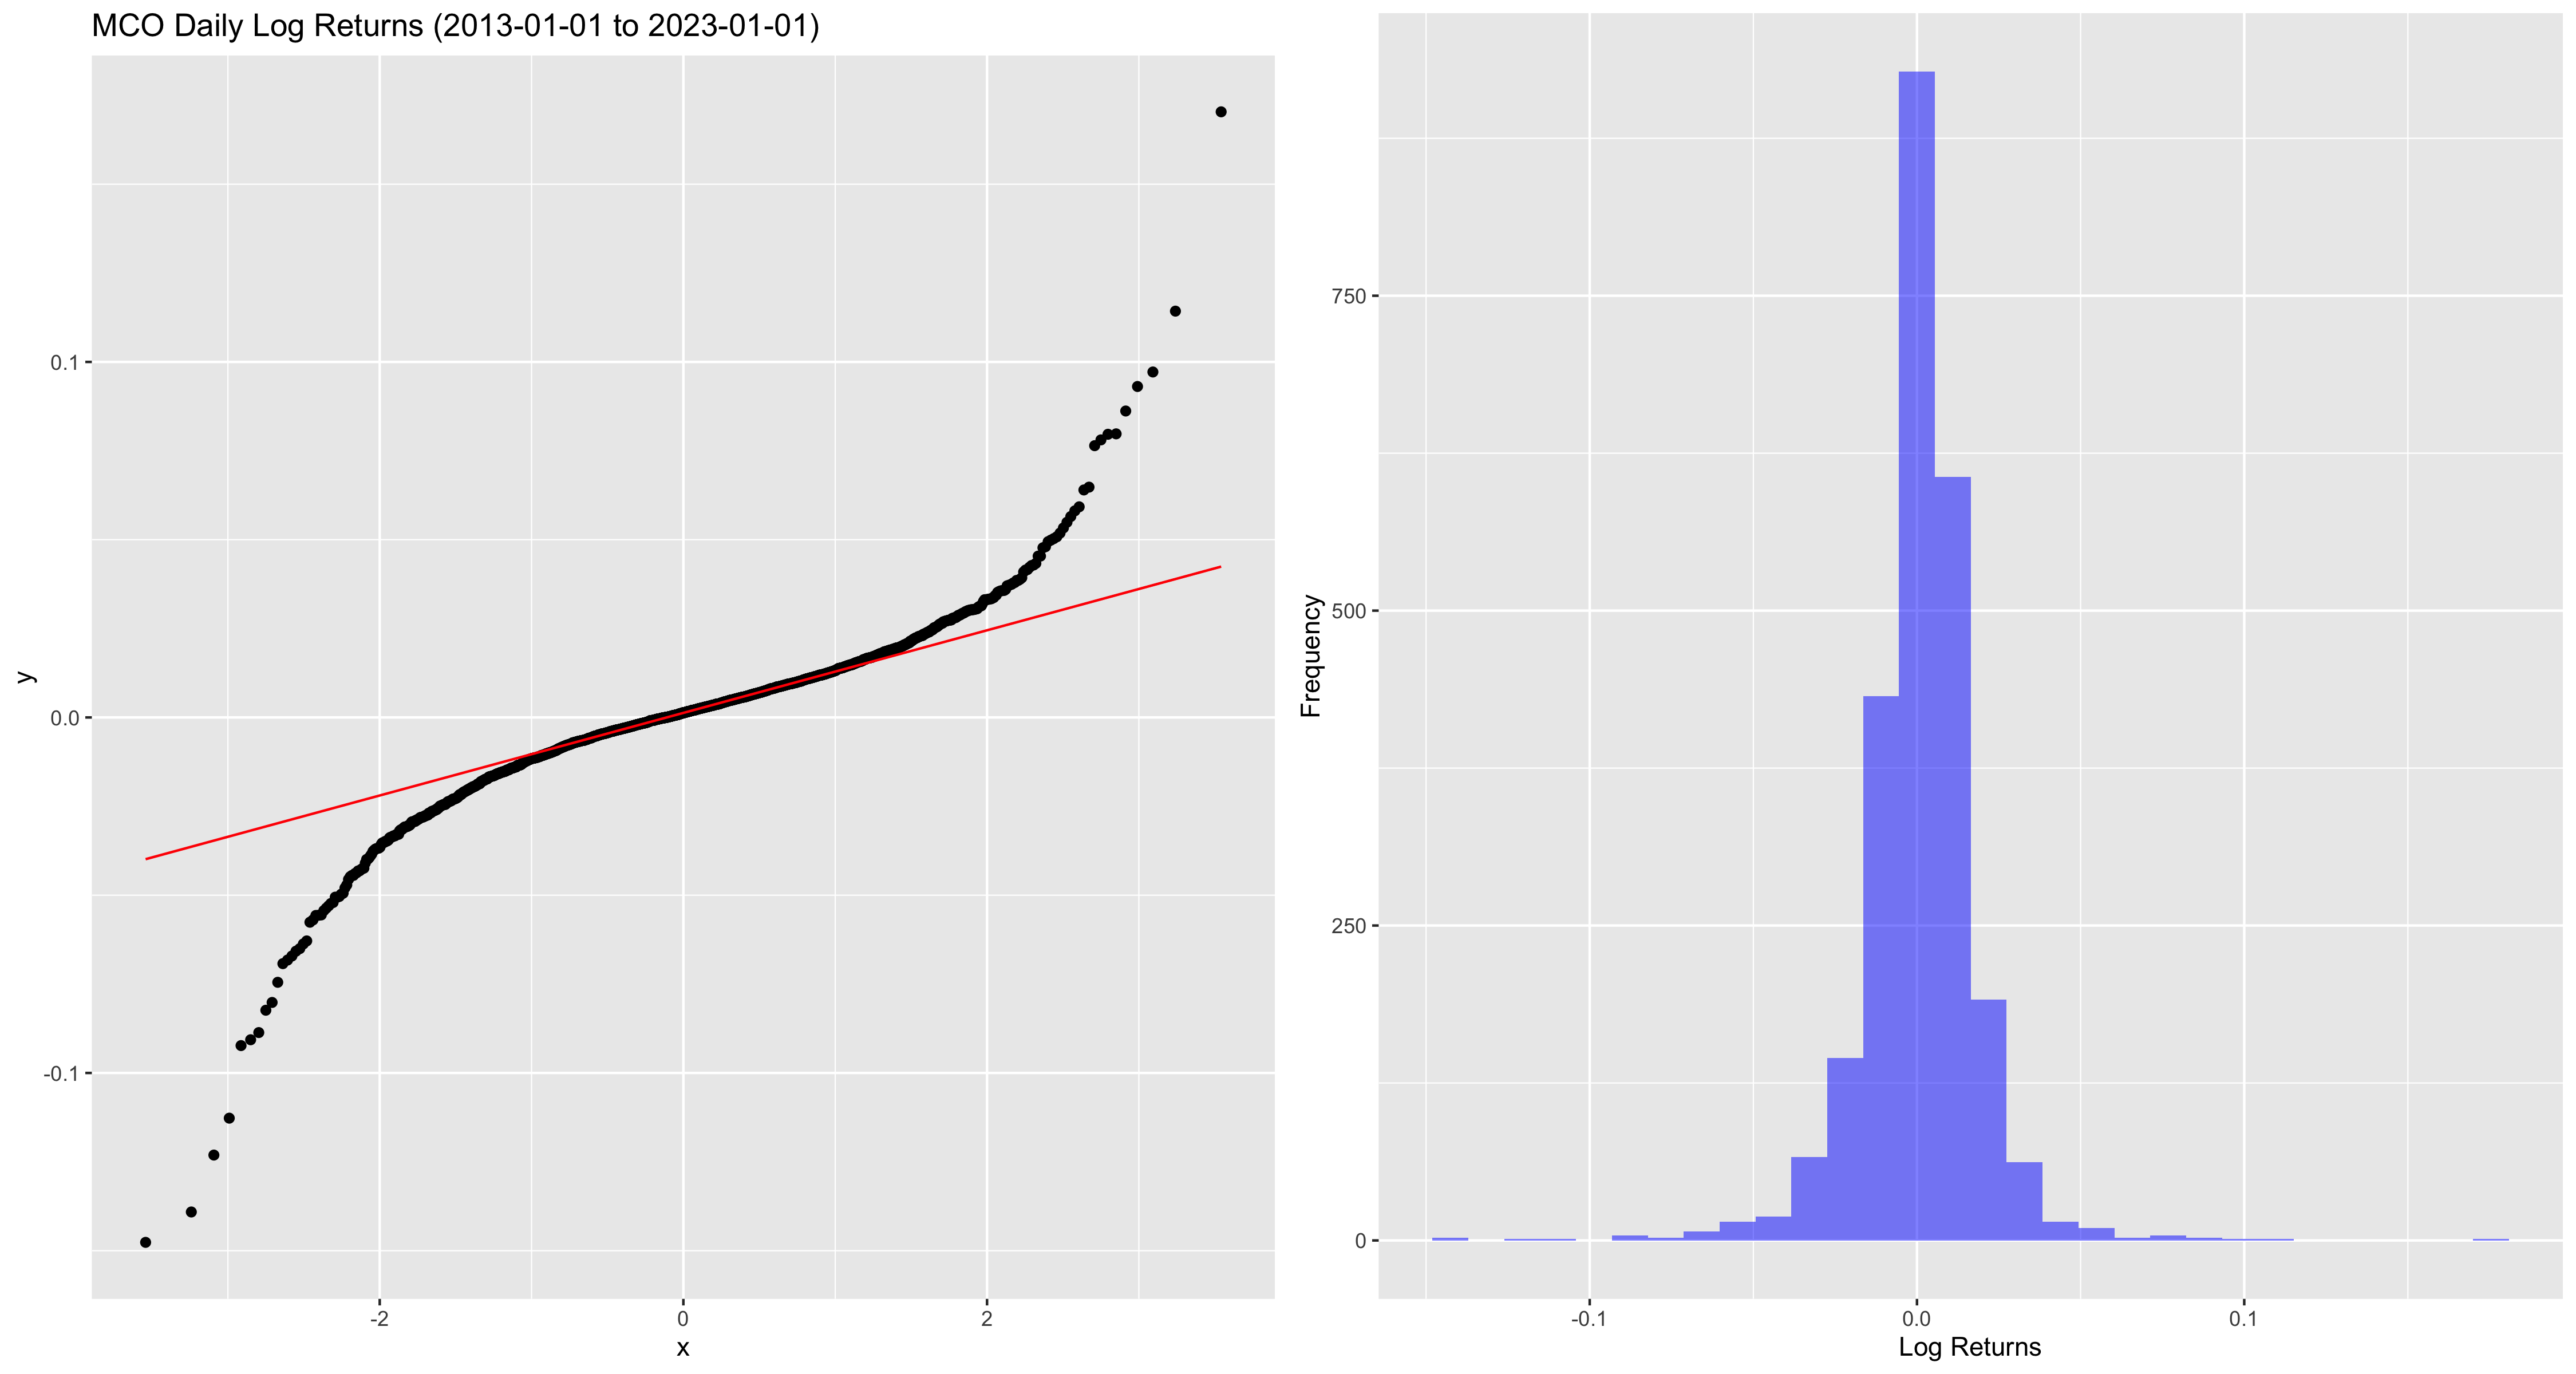 MCO Daily Log Returns (2013-01-01 to 2023-01-01)
y
0.1
0.0
-0.1
-2
0
2
x
Frequency
750
500
250
0
-0.1
0.0
0.1
Log Returns